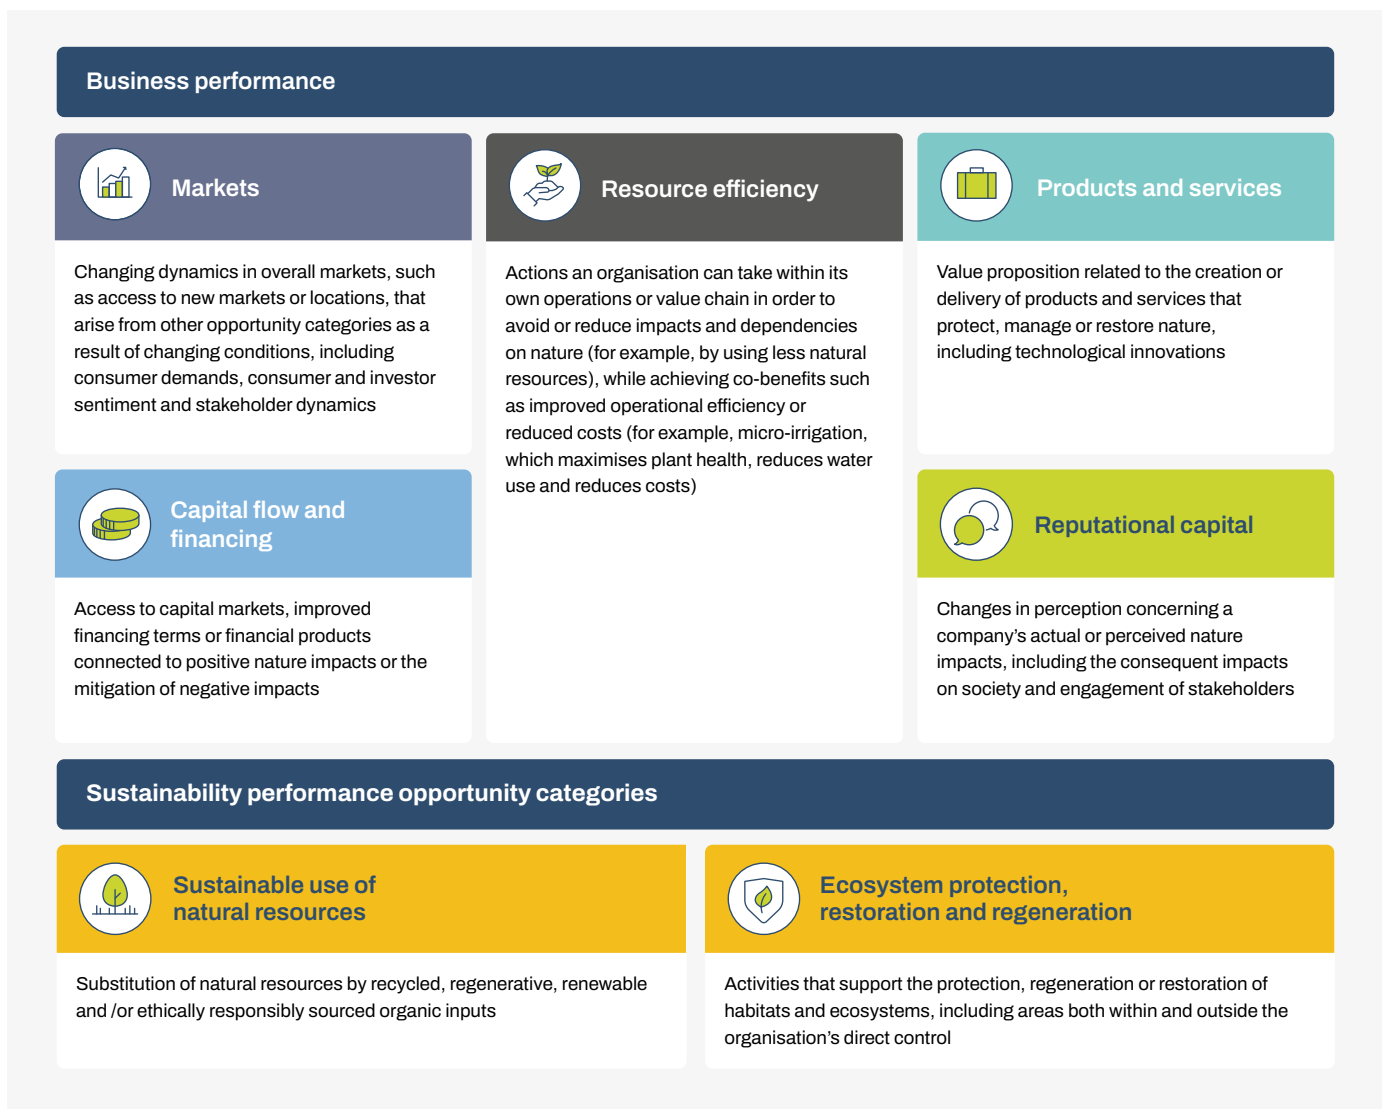 Business performance
Markets
Changing dynamics in overall markets, such
as access to new markets or locations, that
arise from other opportunity categories as a
result of changing conditions, including
consumer demands, consumer and investor
sentiment and stakeholder dynamics
Resource efficiency
Actions an organisation can take within its
own operations or value chain in order to
avoid or reduce impacts and dependencies
on nature (for example, by using less natural
resources), while achieving co-benefits such
as improved operational efficiency or
reduced costs (for example, micro-irrigation,
which maximises plant health, reduces water
use and reduces costs)
Products and services
Value proposition related to the creation or
delivery of products and services that
protect, manage or restore nature,
including technological innovations
Capital flow and
financing
Access to capital markets, improved
financing terms or financial products
connected to positive nature impacts or the
mitigation of negative impacts
Reputational capital
Changes in perception concerning a
company’s actual or perceived nature
impacts, including the consequent impacts
on society and engagement of stakeholders
Sustainability performance opportunity categories
Sustainable use of
natural resources
Substitution of natural resources by recycled, regenerative, renewable
and /or ethically responsibly sourced organic inputs
Ecosystem protection,
restoration and regeneration
Activities that support the protection, regeneration or restoration of
habitats and ecosystems, including areas both within and outside the
organisation’s direct control